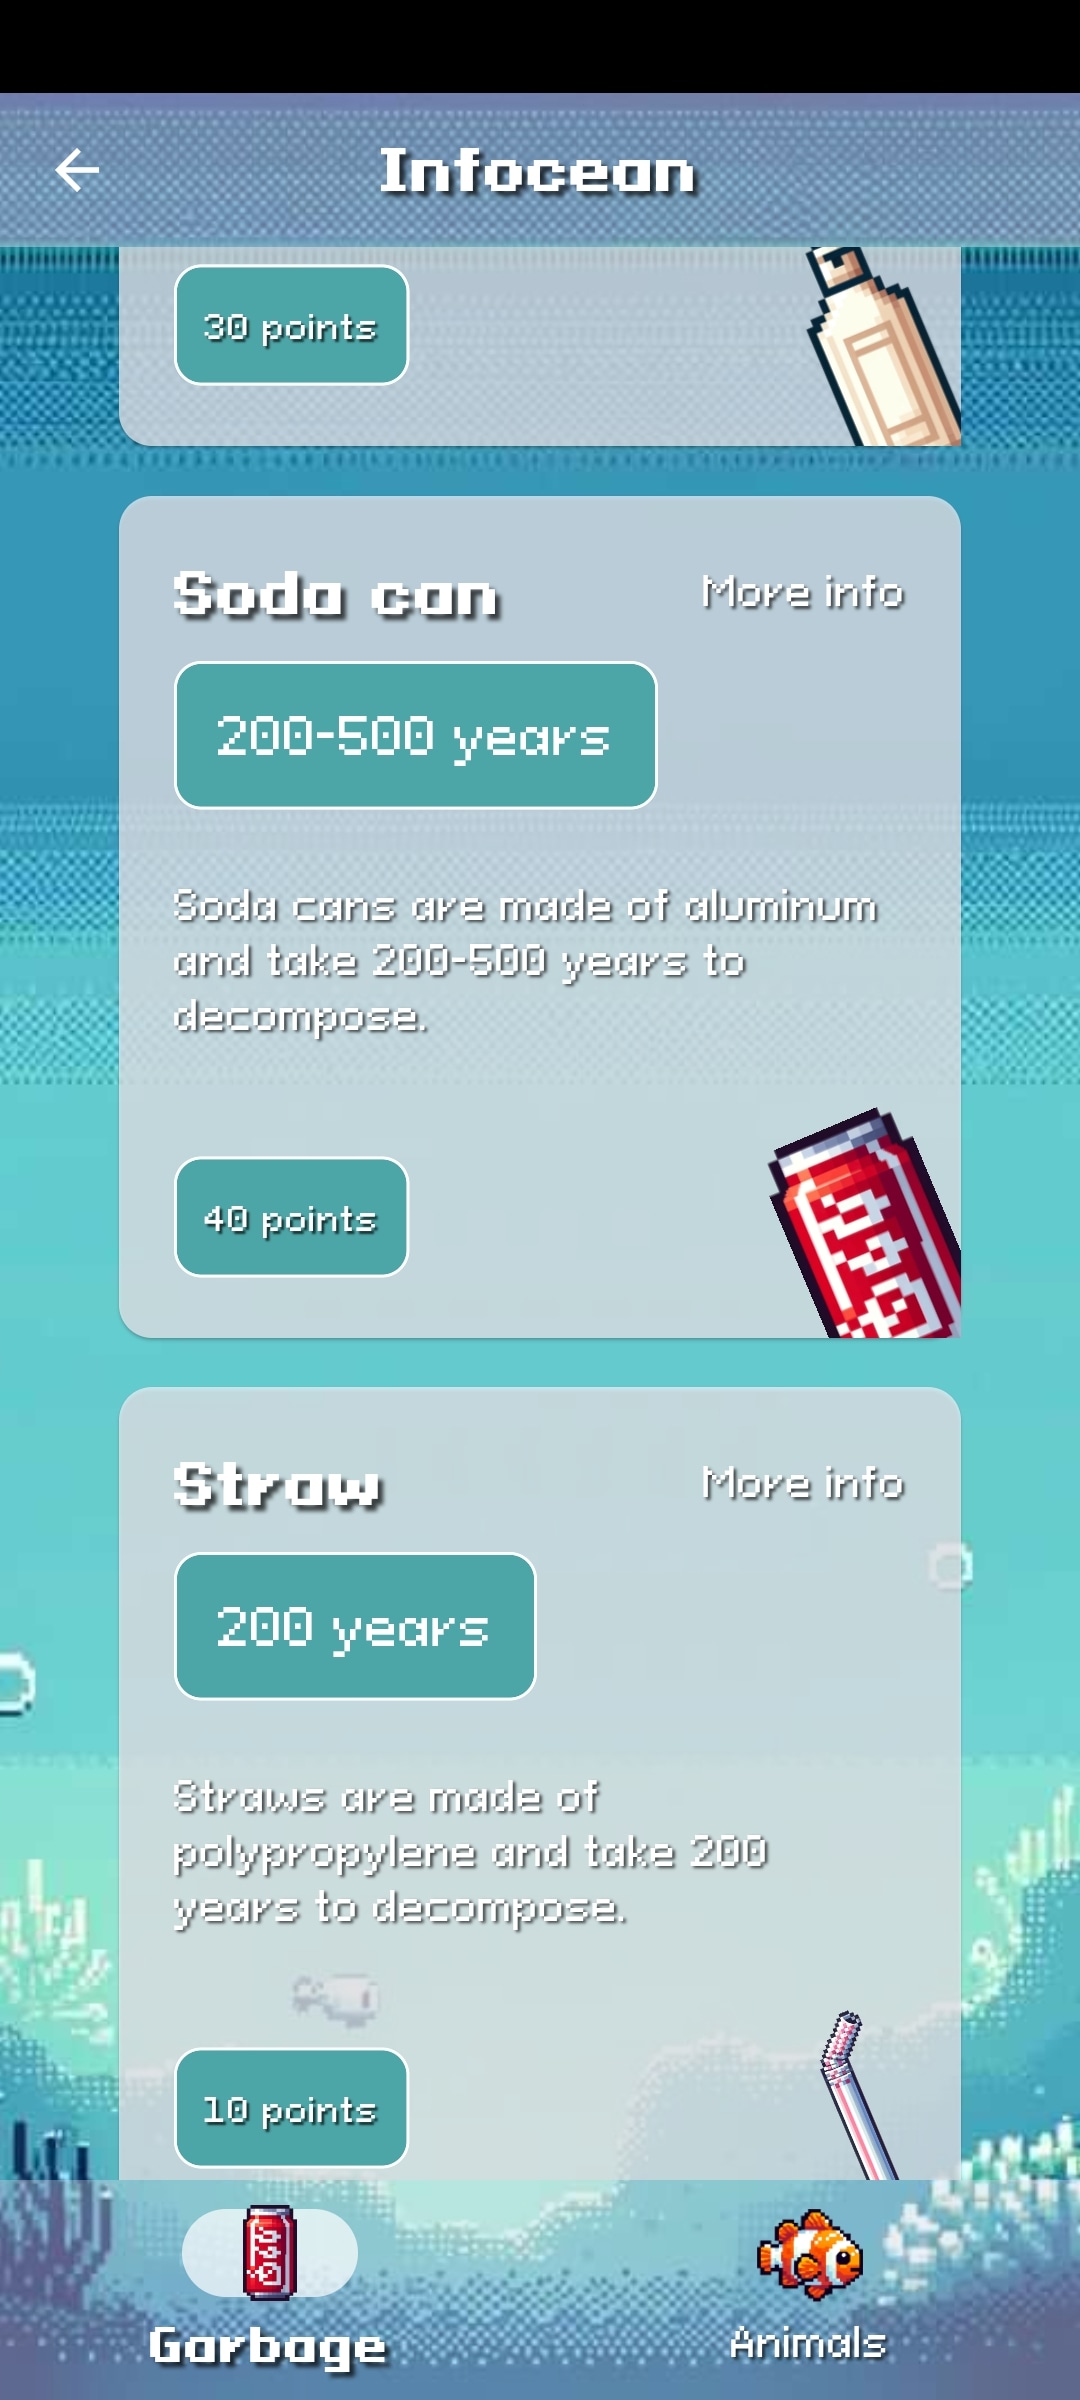 Infocean
30 points
Soda can
More info
200-500 years
Soda cans are made of aluminum
and take 200-500 years to
decompose.
40 points
Straw
More info
200 years
Straws are made of
polypropylene and take 200
years to decompose.
10 points
Garbage
Animals